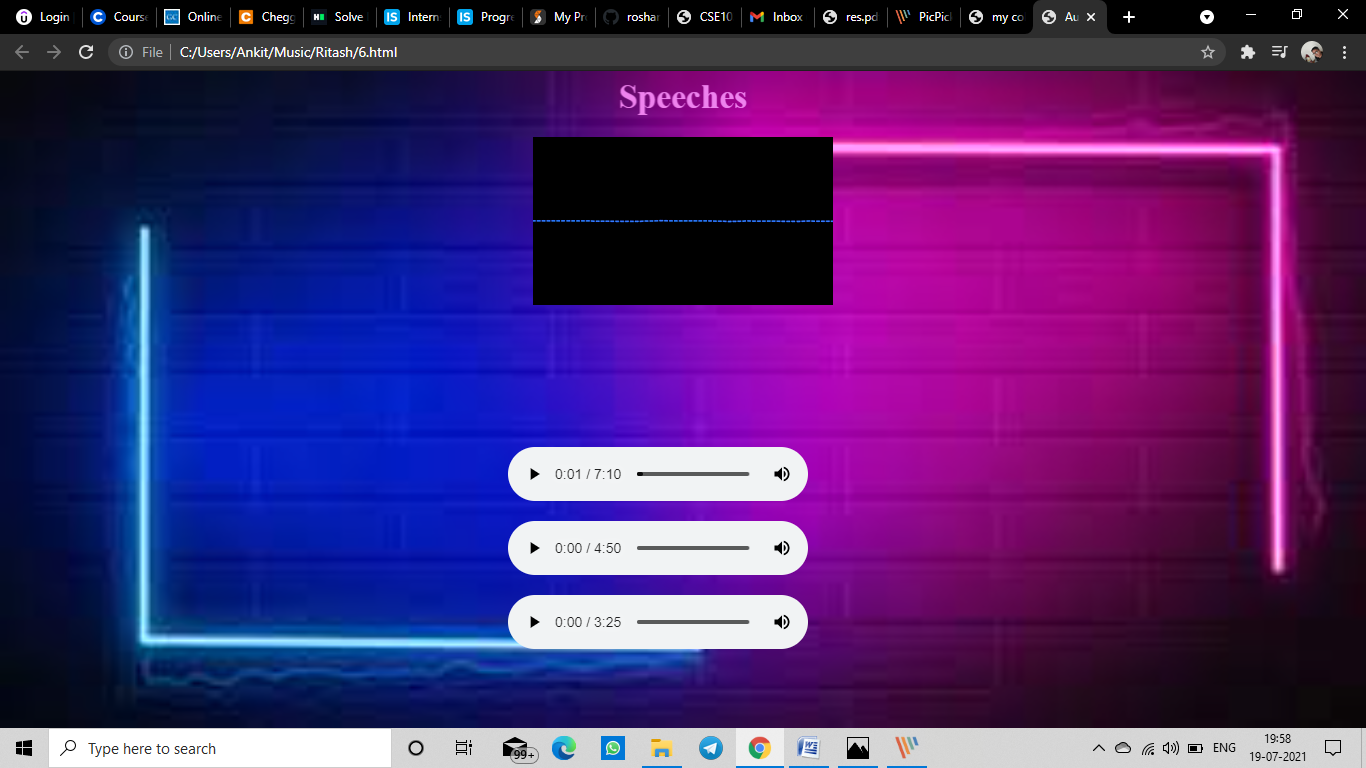 Login
Course
Online
Chegg
Solve
Intern
Progre
My Pr
roshar
CSE10
Inbox
res.pd
PicPicl
my co
Au
File
C:/Users/Ankit/Music/Ritash/6.html
Speeches
0:01 / 7:10
0:00 / 4:50
0:00 / 3:25
Type here to search
99+
ENG
19:58
19-07-2021